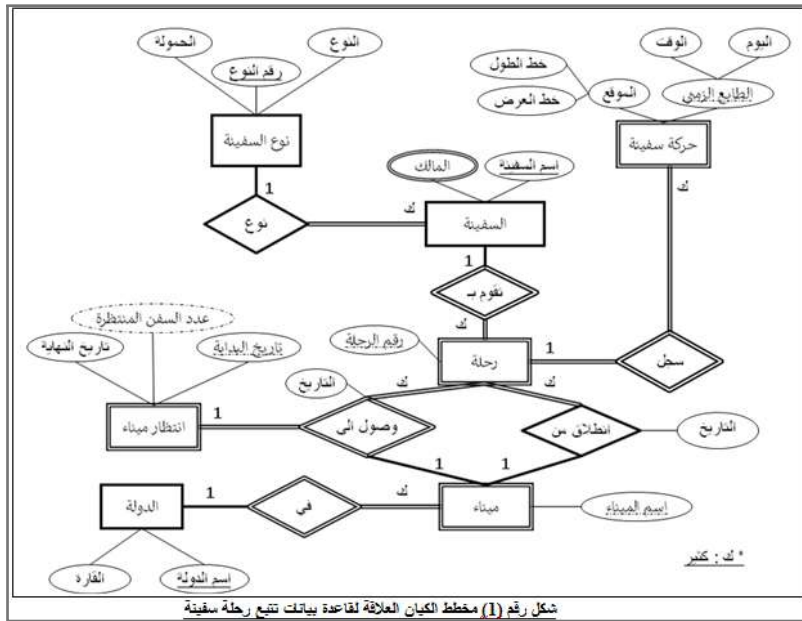 الحمولة
النوع
رقم النوع
نوع السفينة
1
نوع
ك
اليوم
الوقت
الطابع الزمني
الموقع
خط الطول
خط العرض
حركة سفينة
ك
المالك
اسم السفينة
السفينة
1
تقوم بـ
ك
رقم الرحلة
رحلة
1
سجل
عدد السفن المنتظرة
تاريخ النهاية
تاريخ البداية
انتظار ميناء
1
التاريخ
ك
وصول الى
1
ك
انطلاق من
1
التاريخ
الدولة
1
في
ك
ميناء
اسم الميناء
القارة
اسم الدولة
* ك : كثير
شكل رقم (1) مخطط الكيان العلاقة لقاعدة بيانات تتبع رحلة سفينة